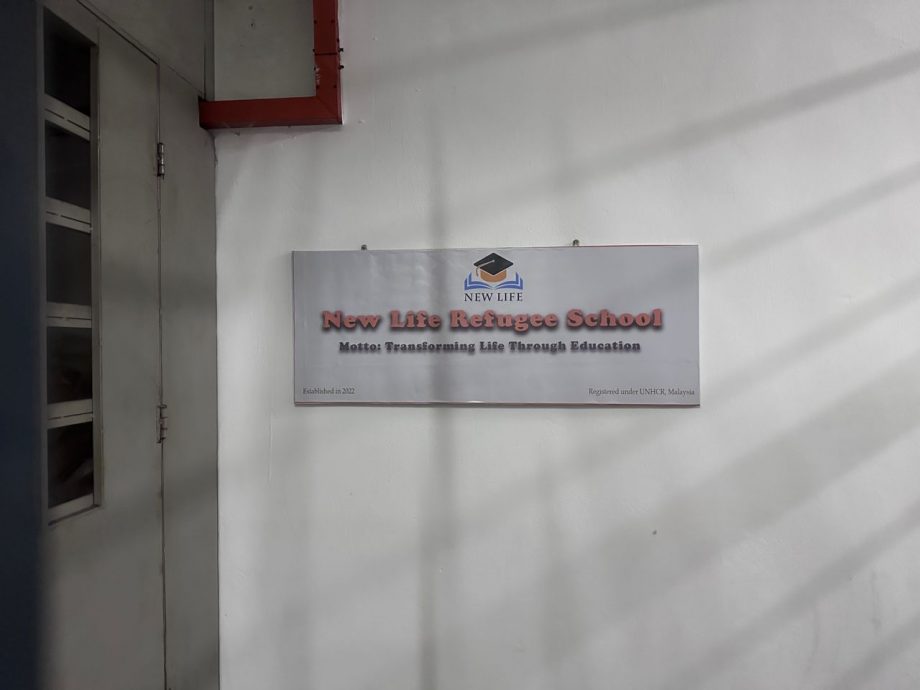 NEW LIFE
New Life Refugee School
Motto: Transforming Life Through Education
Established in 2022
Registered under UNHCR, Malaysia